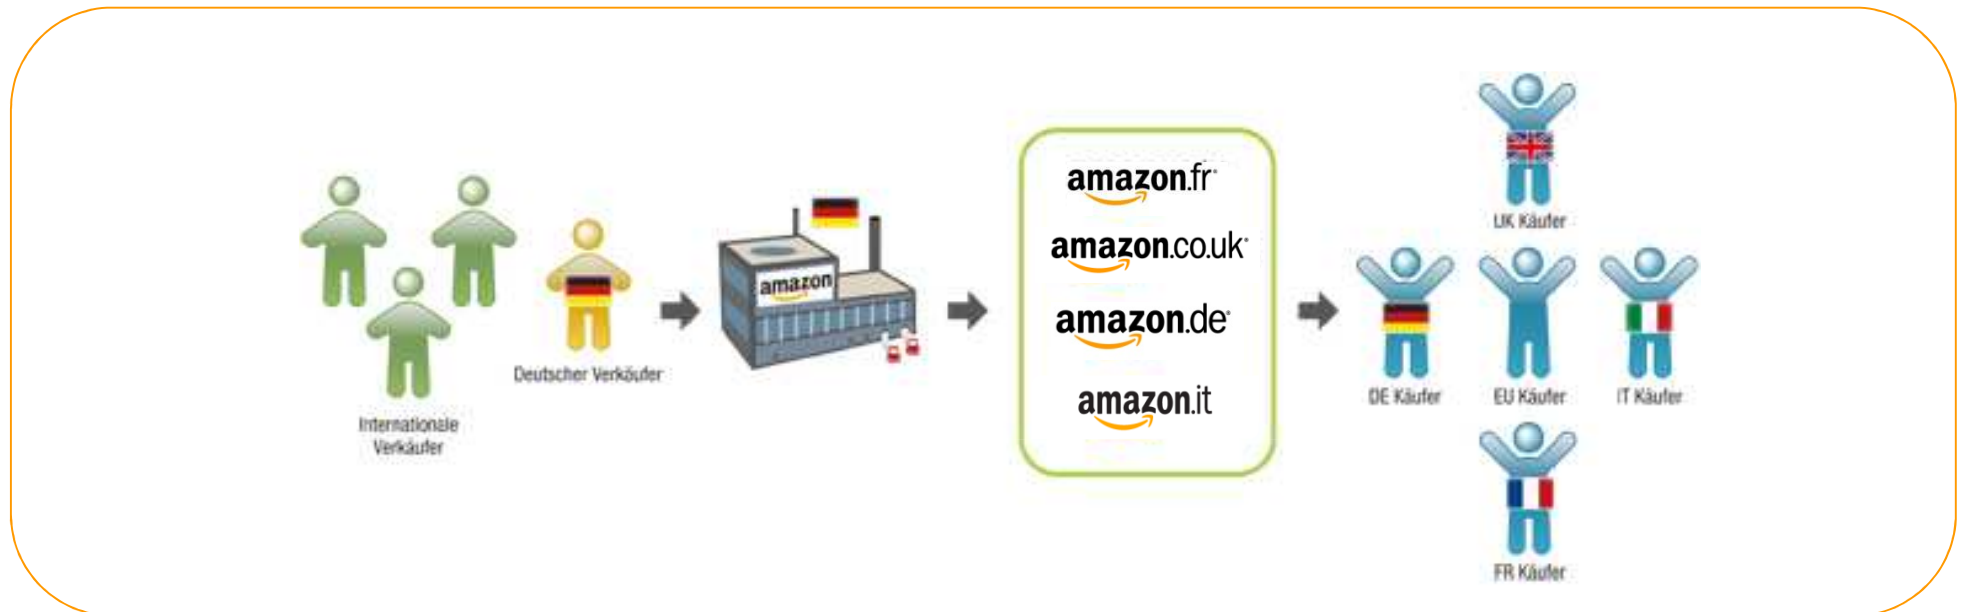 Internationale
Verkäufer
Deutscher Verkäufer
amazon
amazon.fr
amazon.co.uk
amazon.de
amazon.it
UK Käufer
DE Käufer
EU Käufer
IT Käufer
FR Käufer